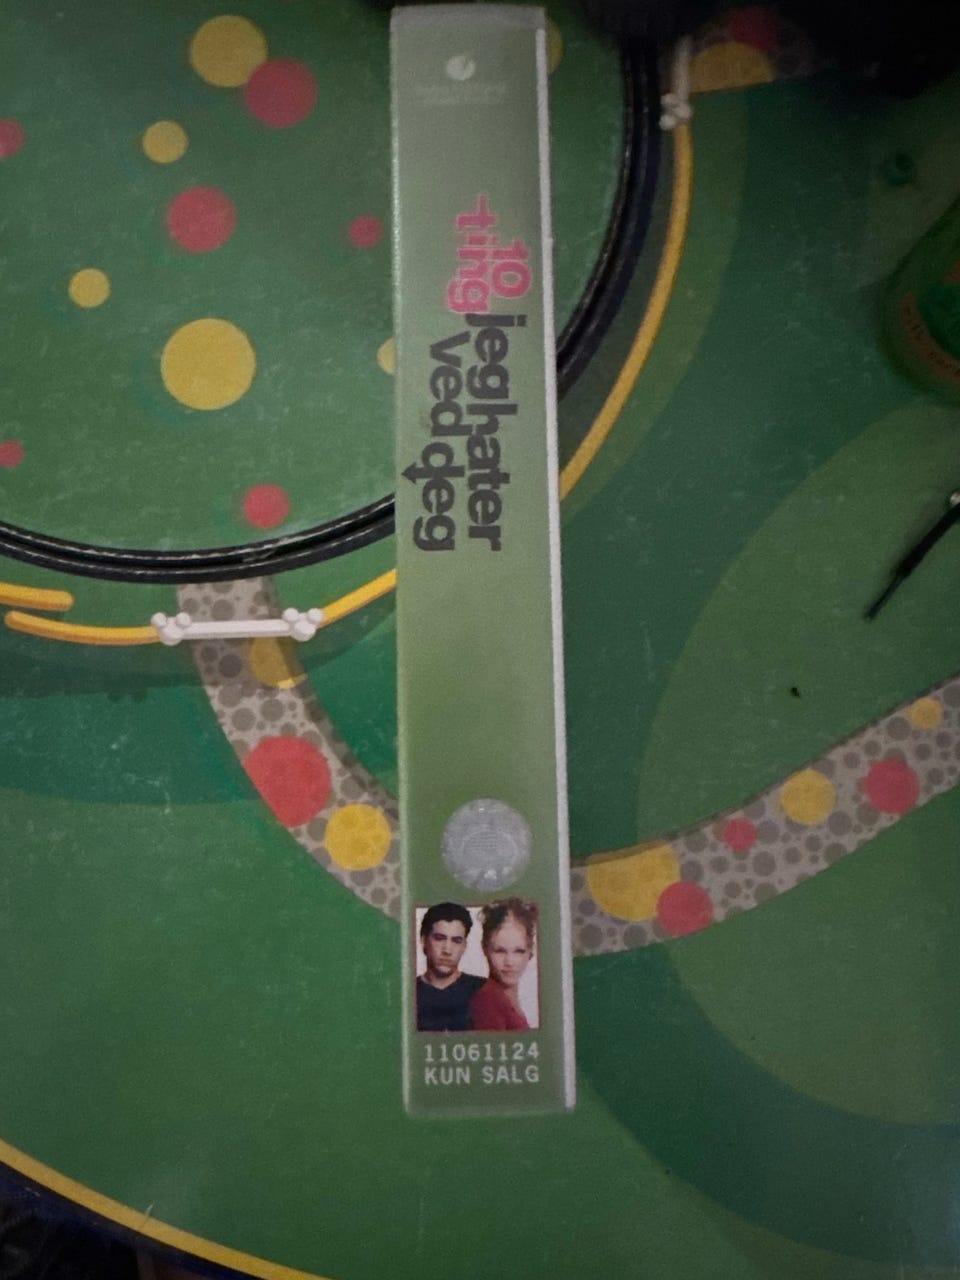 10
ting
jeg hater
ved deg
11061124
KUN SALG